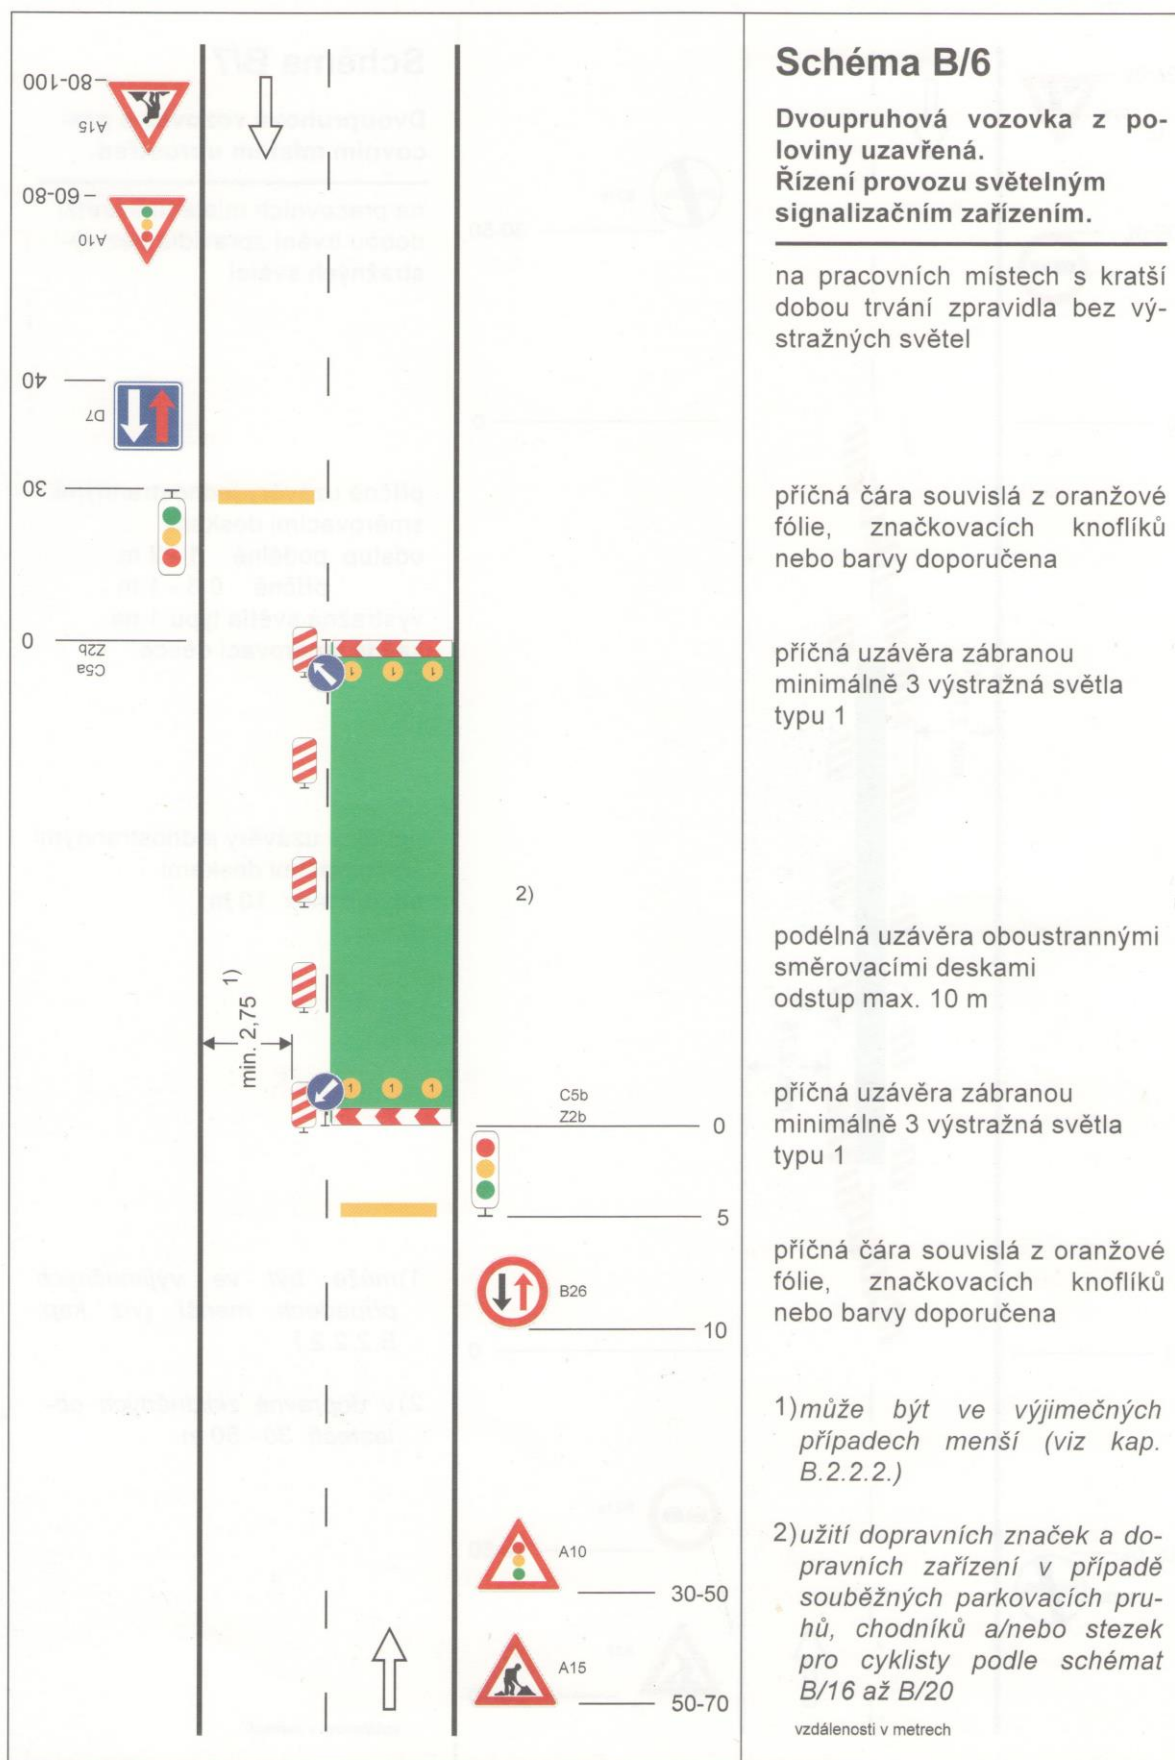 Schéma B/6
Dvoupruhová vozovka z po-
loviny uzavřená.
Řízení provozu světelným
signalizačním zařízením.
na pracovních místech s kratší
dobou trvání zpravidla bez vý-
stražných světel
příčná čára souvislá z oranžové
fólie, značkovacích knoflíků
nebo barvy doporučena
příčná uzávěra zábranou
minimálně 3 výstražná světla
typu 1
podélná uzávěra oboustrannými
směrovacími deskami
odstup max. 10 m
příčná uzávěra zábranou
minimálně 3 výstražná světla
typu 1
příčná čára souvislá z oranžové
fólie, značkovacích knoflíků
nebo barvy doporučena
1) může být ve výjimečných
případech menší (viz kap.
B.2.2.2.)
2) užití dopravních značek a do-
pravních zařízení v případě
souběžných parkovacích pru-
hů, chodníků a/nebo stezek
pro cyklisty podle schémat
B/16 až B/20
vzdálenosti v metrech
80-100
A15
60-80
A10
40
D7
30
0
Z2b
C5a
1 1 1
2)
min. 2,75 1)
1 1 1
C5b
Z2b
0
5
B26
10
A10
30-50
A15
50-70